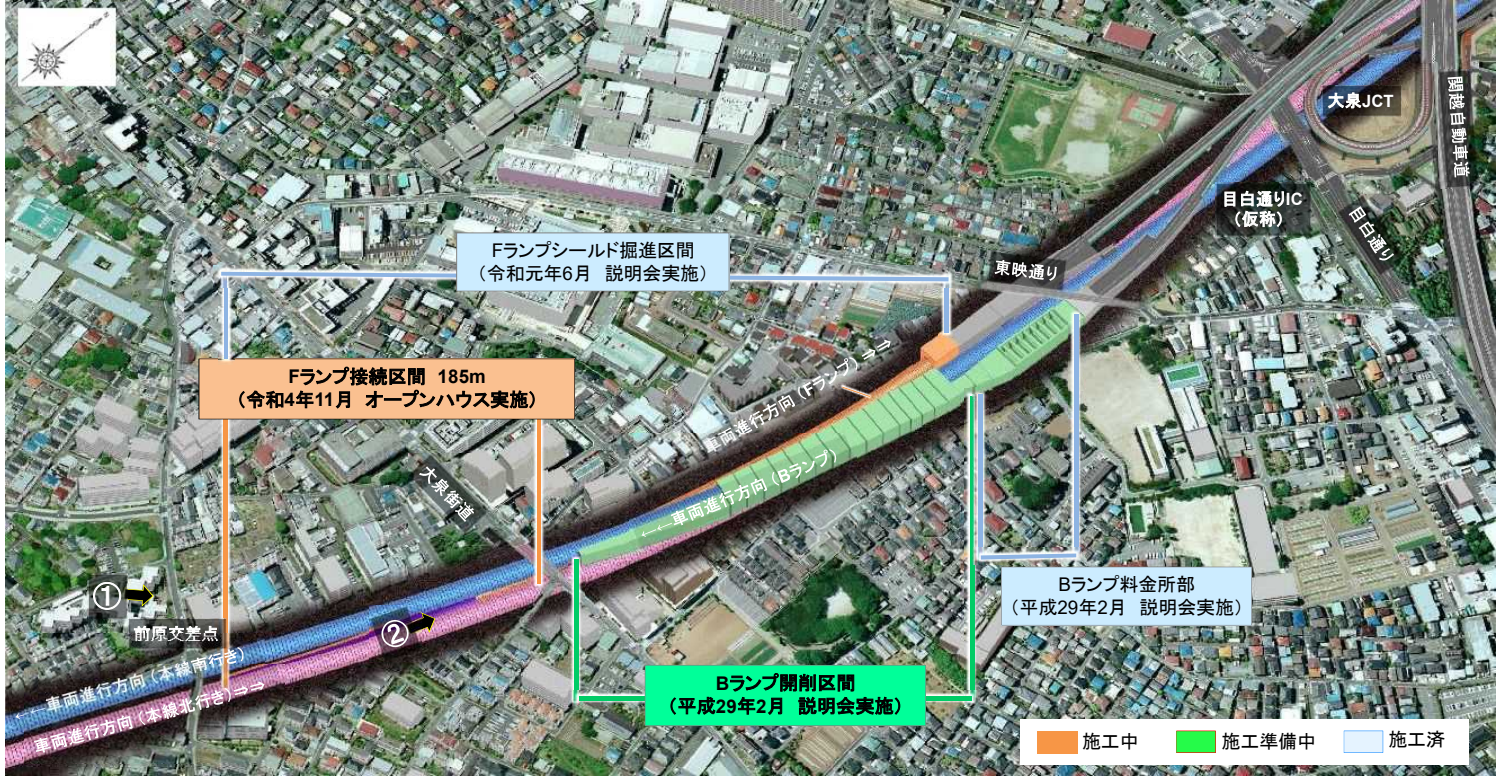 大泉JCT
関越自動車道
目白通りIC
(仮称)
目白通り
東映通り
Fランプシールド掘進区間
(令和元年6月 説明会実施)
Fランプ接続区間 185m
(令和4年11月 オープンハウス実施)
車両進行方向(Fランプ)⇒⇒
←←車両進行方向(Bランプ)
大泉街道
①
前原交差点
②
←←車両進行方向(本線南行き)
車両進行方向(本線北行き)⇒⇒
Bランプ料金所部
(平成29年2月 説明会実施)
Bランプ開削区間
(平成29年2月 説明会実施)
施工中
施工準備中
施工済